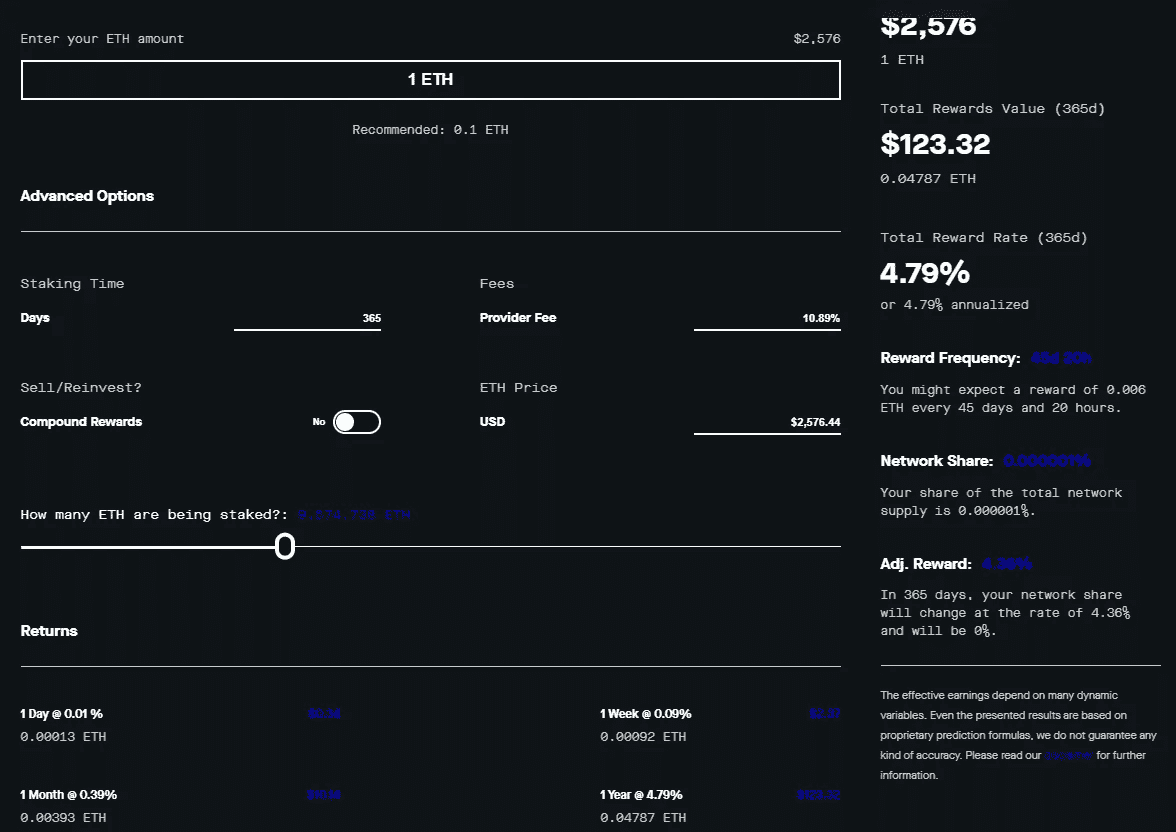 Enter your ETH amount
$2,576
1 ETH
Recommended: 0.1 ETH
Advanced Options
Staking Time
Fees
Days
365
Provider Fee
10.89%
Sell/Reinvest?
ETH Price
Compound Rewards
No
USD
$2,576.44
How many ETH are being staked?:
Returns
1 Day @ 0.01 %
1 Week @ 0.09%
$2.37
0.00013 ETH
0.00092 ETH
1 Month @ 0.39%
1 Year @ 4.79%
$123.32
0.00393 ETH
0.04787 ETH
$2,576
1 ETH
Total Rewards Value (365d)
$123.32
0.04787 ETH
Total Reward Rate (365d)
4.79%
or 4.79% annualized
Reward Frequency: 45d 20h
You might expect a reward of 0.006
ETH every 45 days and 20 hours.
Network Share: 0.000001%
Your share of the total network
supply is 0.000001%.
Adj. Reward: 4.36%
In 365 days, your network share
will change at the rate of 4.36%
and will be 0%.
The effective earnings depend on many dynamic
variables. Even the presented results are based on
proprietary prediction formulas, we do not guarantee any
kind of accuracy. Please read our for further
information.